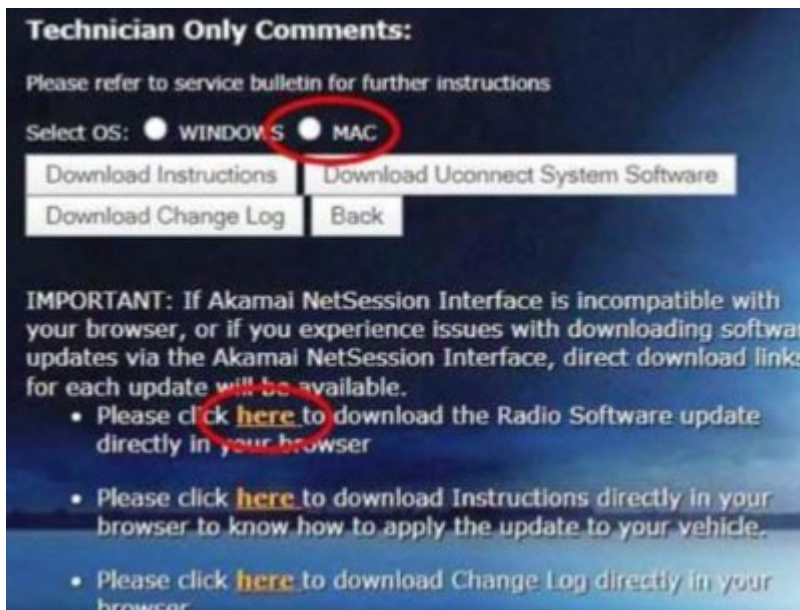 Technician Only Comments:
Please refer to service bulletin for further instructions
Select OS: WINDOWS MAC
Download Instructions Download Uconnect System Software
Download Change Log Back
IMPORTANT: If Akamai NetSession Interface is incompatible with
your browser, or if you experience issues with downloading softwar
updates via the Akamai NetSession Interface, direct download links
for each update will be available.
• Please click here to download the Radio Software update
directly in your browser
• Please click here to download Instructions directly in your
browser to know how to apply the update to your vehicle.
• Please click here to download Change Log directly in your
browser